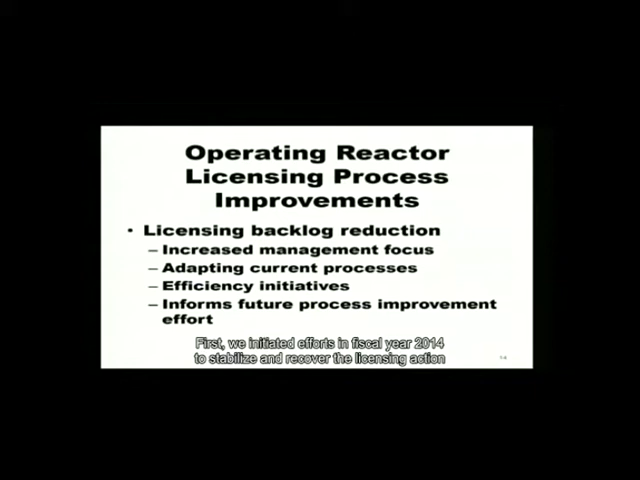 Operating Reactor
Licensing Process
Improvements
• Licensing backlog reduction
– Increased management focus
– Adapting current processes
– Efficiency initiatives
– Informs future process improvement
effort
First, we initiated efforts in fiscal year 2014
to stabilize and recover the licensing action